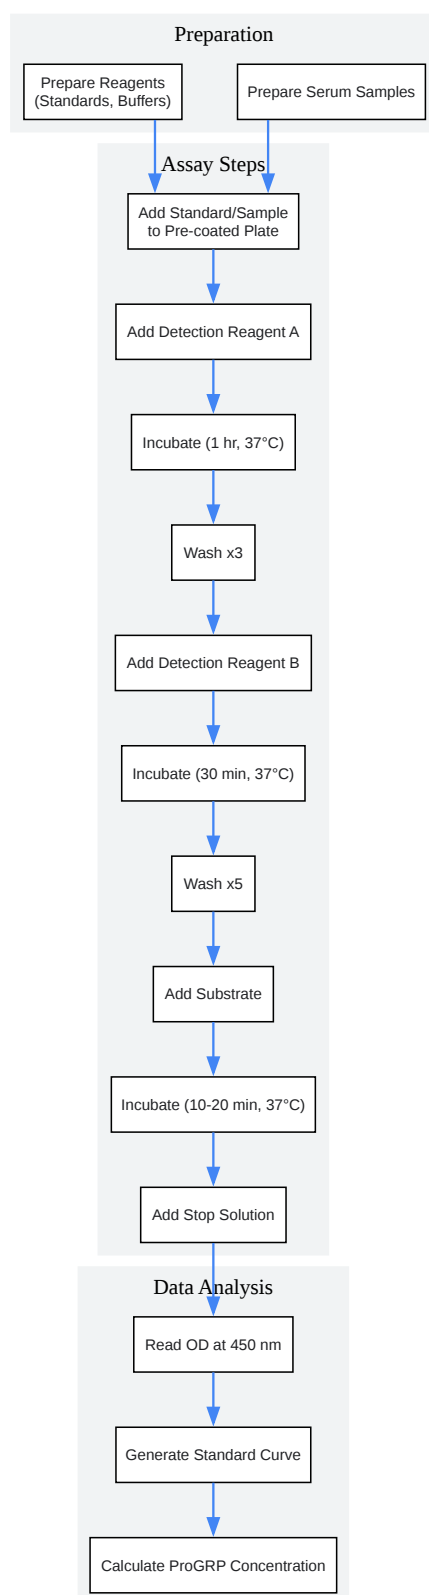 Preparation
Prepare Reagents
(Standards, Buffers)
Prepare Serum Samples
Assay Steps
Add Standard/Sample
to Pre-coated Plate
Add Detection Reagent A
Incubate (1 hr, 37°C)
Wash x3
Add Detection Reagent B
Incubate (30 min, 37°C)
Wash x5
Add Substrate
Incubate (10-20 min, 37°C)
Add Stop Solution
Data Analysis
Read OD at 450 nm
Generate Standard Curve
Calculate ProGRP Concentration